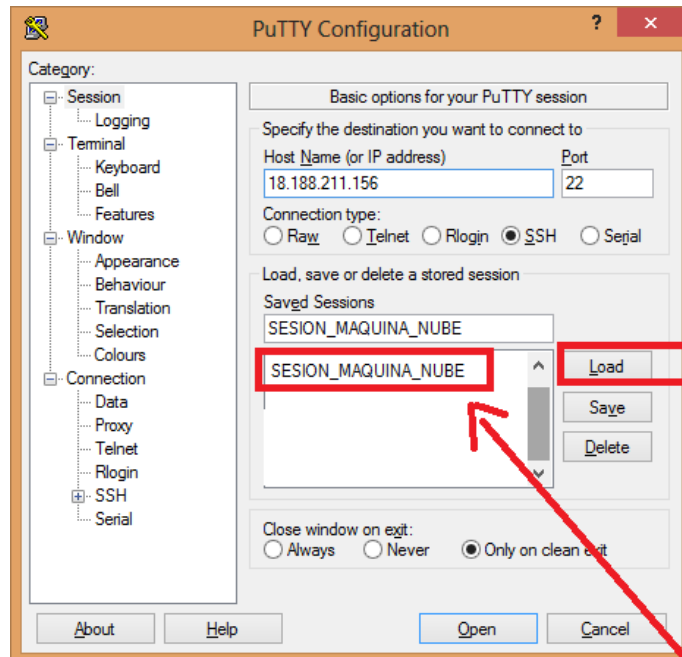 PuTTY Configuration ? ×
Category:
Session
Logging
Terminal
Keyboard
Bell
Features
Window
Appearance
Behaviour
Translation
Selection
Colours
Connection
Data
Proxy
Telnet
Rlogin
SSH
Serial
Basic options for your PuTTY session
Specify the destination you want to connect to
Host Name (or IP address) Port
18.188.211.156 22
Connection type:
Raw Telnet Rlogin SSH Serial
Load, save or delete a stored session
Saved Sessions
SESION_MAQUINA_NUBE
SESION_MAQUINA_NUBE Load
Save
Delete
Close window on exit:
Always Never Only on clean exit
About Help Open Cancel